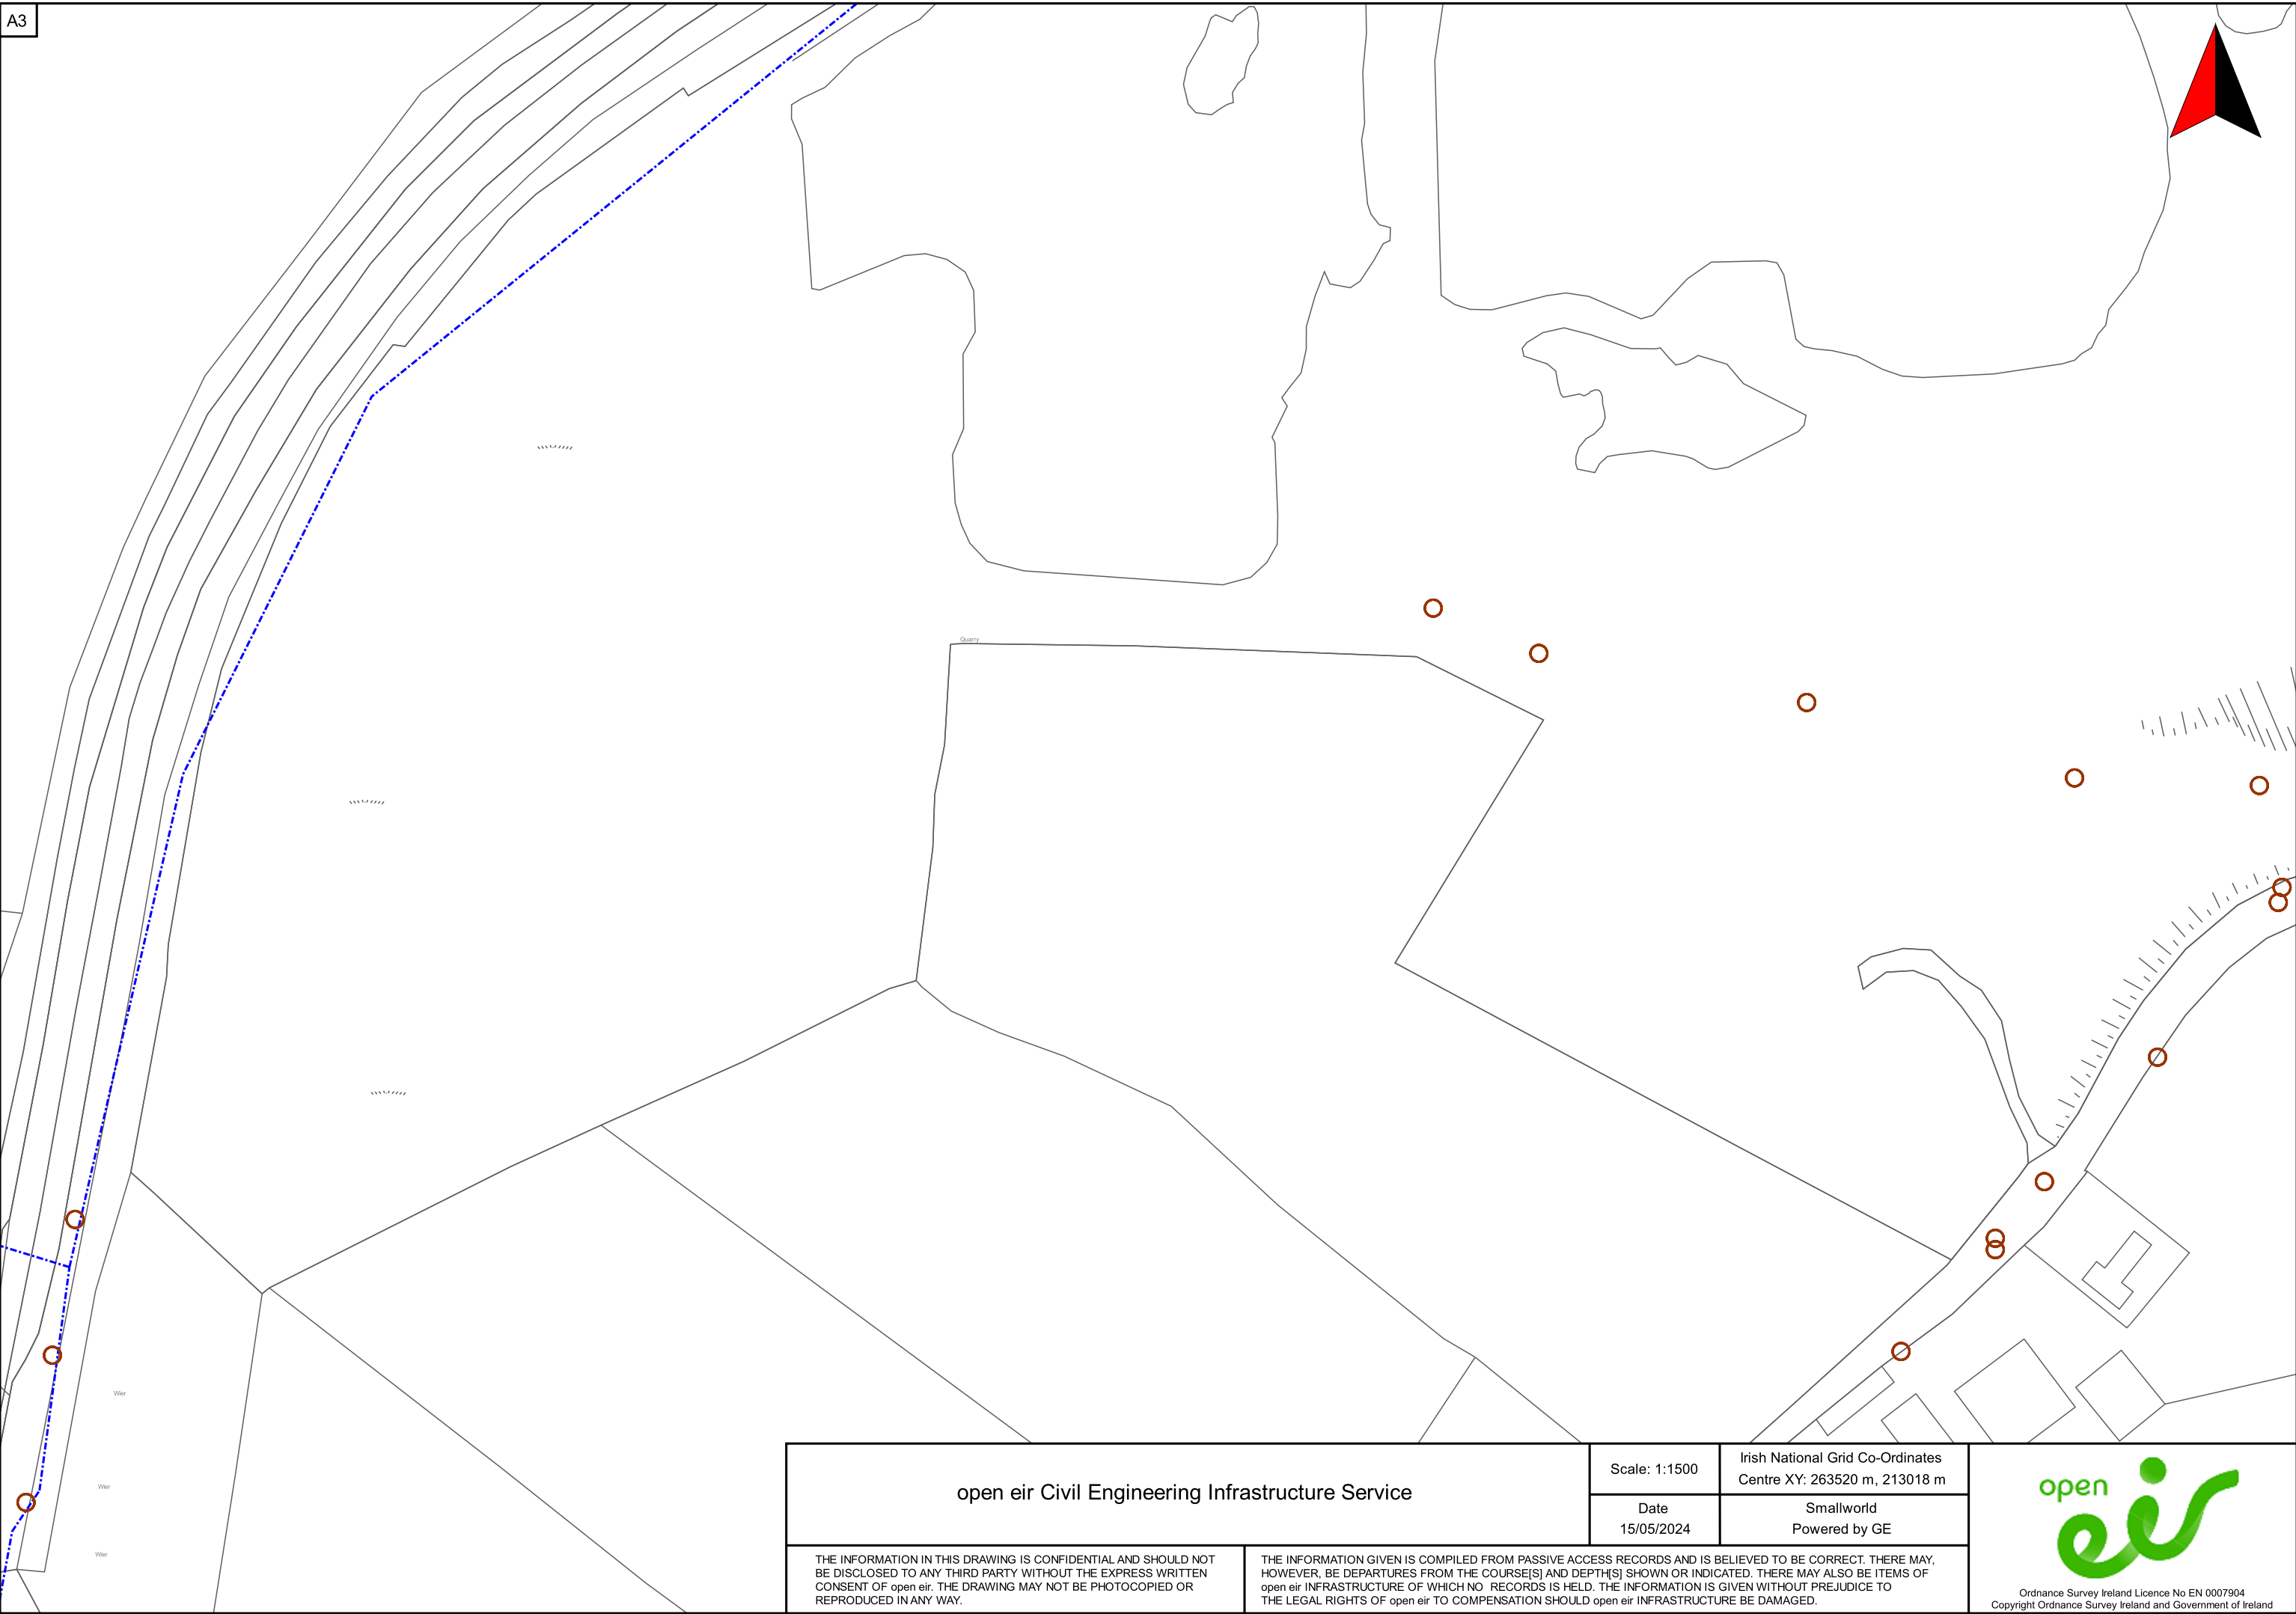 A3
Quarry
Wier
Wier
Wier
open eir Civil Engineering Infrastructure Service
Scale: 1:1500
Irish National Grid Co-Ordinates
Centre XY: 263520 m, 213018 m
Date
15/05/2024
Smallworld
Powered by GE
THE INFORMATION IN THIS DRAWING IS CONFIDENTIAL AND SHOULD NOT
BE DISCLOSED TO ANY THIRD PARTY WITHOUT THE EXPRESS WRITTEN
CONSENT OF open eir. THE DRAWING MAY NOT BE PHOTOCOPIED OR
REPRODUCED IN ANY WAY.
THE INFORMATION GIVEN IS COMPILED FROM PASSIVE ACCESS RECORDS AND IS BELIEVED TO BE CORRECT. THERE MAY,
HOWEVER, BE DEPARTURES FROM THE COURSE[S] AND DEPTH[S] SHOWN OR INDICATED. THERE MAY ALSO BE ITEMS OF
open eir INFRASTRUCTURE OF WHICH NO RECORDS IS HELD. THE INFORMATION IS GIVEN WITHOUT PREJUDICE TO
THE LEGAL RIGHTS OF open eir TO COMPENSATION SHOULD open eir INFRASTRUCTURE BE DAMAGED.
open
eir
Ordnance Survey Ireland Licence No EN 0007904
Copyright Ordnance Survey Ireland and Government of Ireland